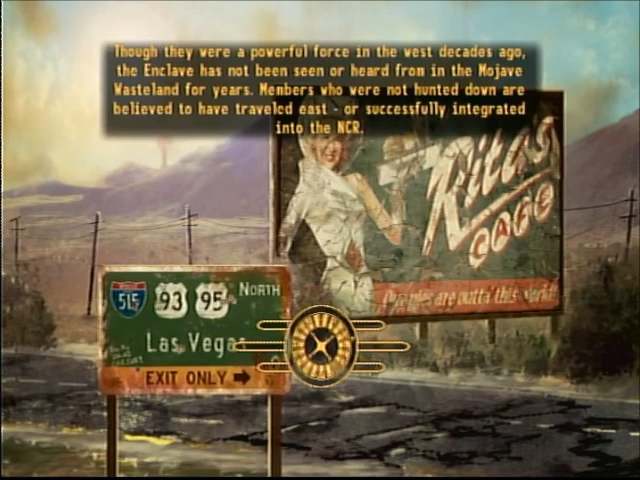 Though they were a powerful force in the west decades ago,
the Enclave has not been seen or heard from in the Mojave
Wasteland for years. Members who were not hunted down are
believed to have traveled east - or successfully integrated
into the NCR.
Rita's
CAFE
are outta this world!
515 93 95 NORTH
Las Vegas
EXIT ONLY